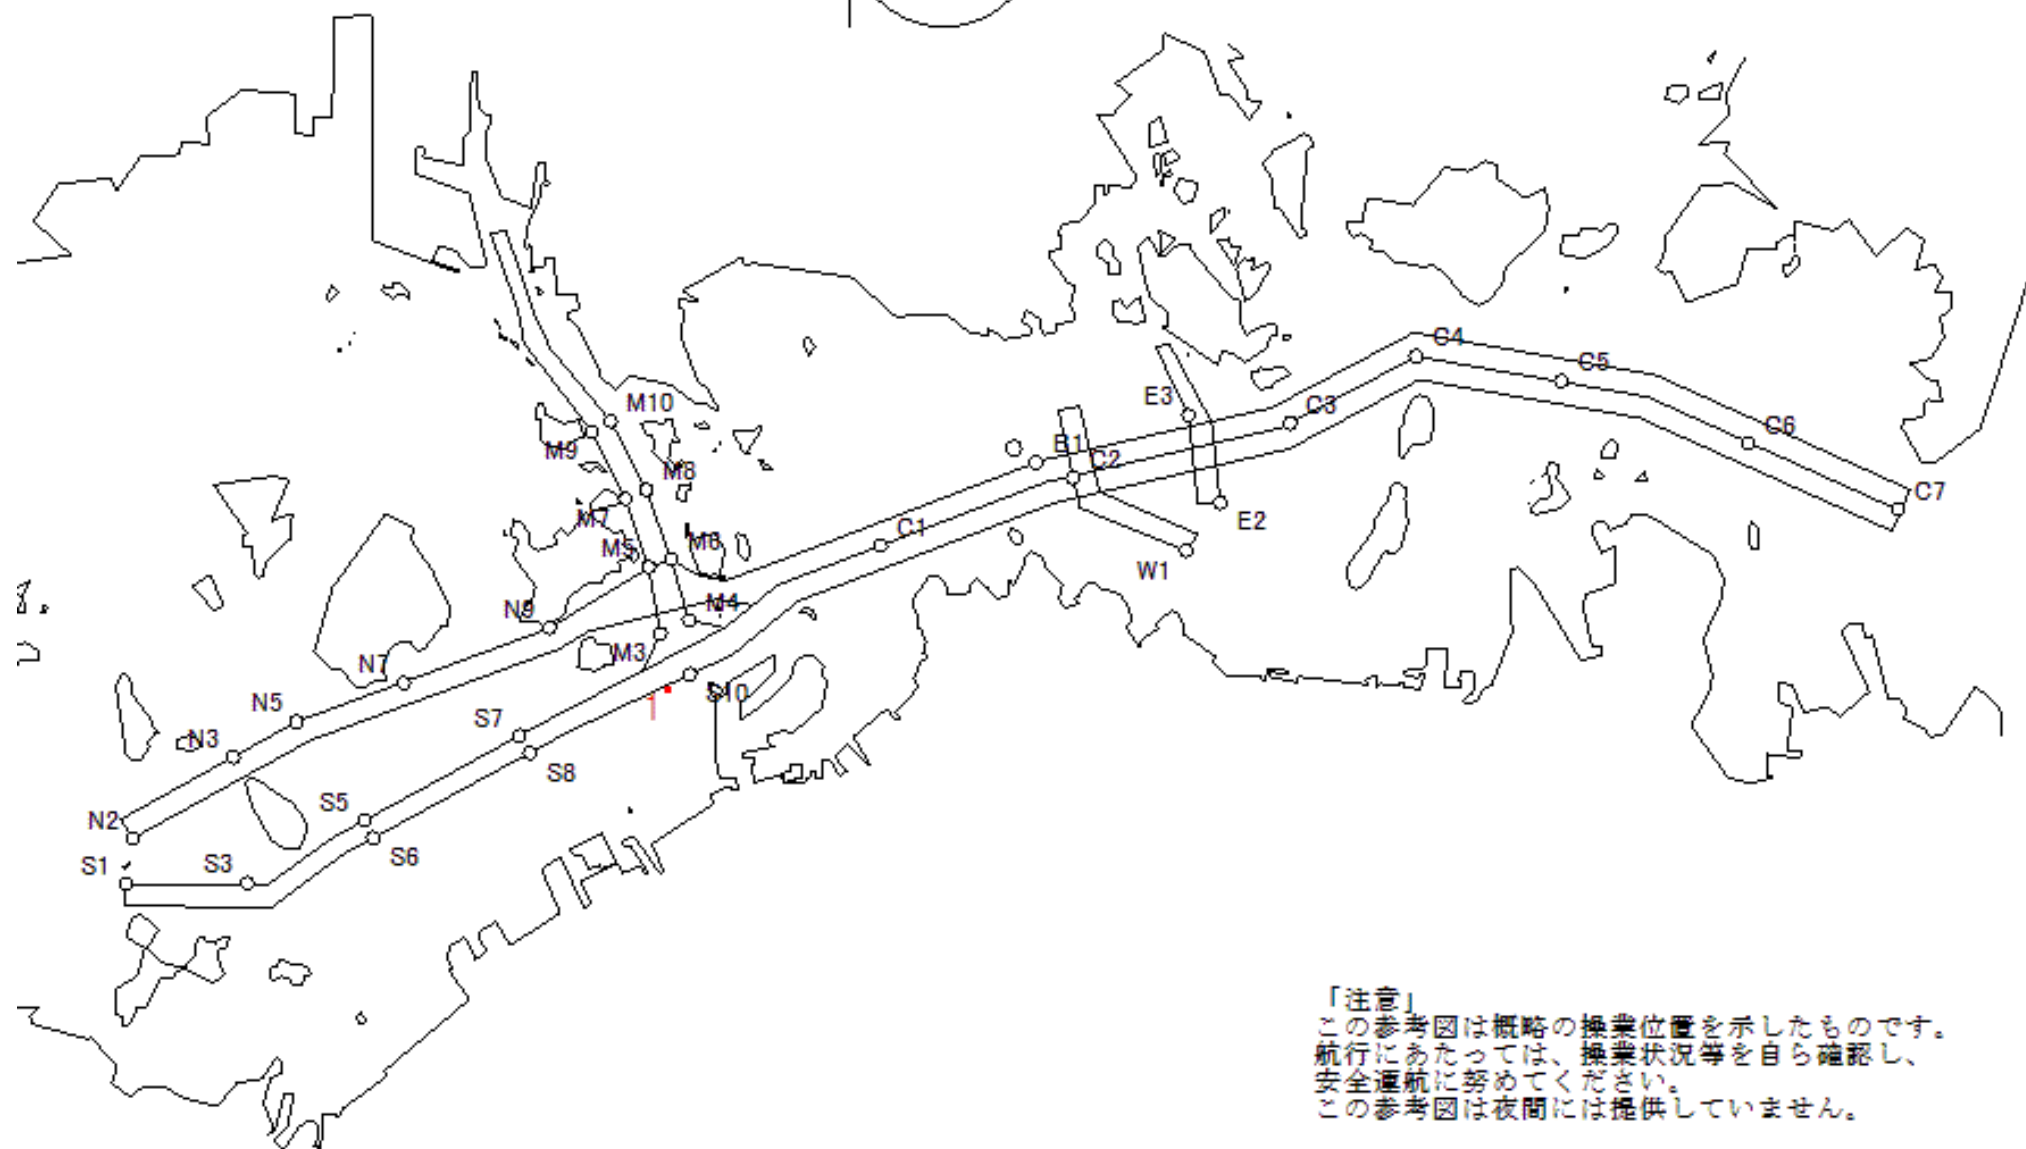 C4
C5
M10
E3
C3
C6
M9
B1
C2
M8
C7
M7
C1
E2
M5
M6
W1
N9
M4
M3
N7
S10
1
N5
S7
N3
S8
N2
S5
S6
S1
S3
「注意」
この参考図は概略の操業位置を示したものです。
航行にあたっては、操業状況等を自ら確認し、
安全運航に努めてください。
この参考図は夜間には提供していません。